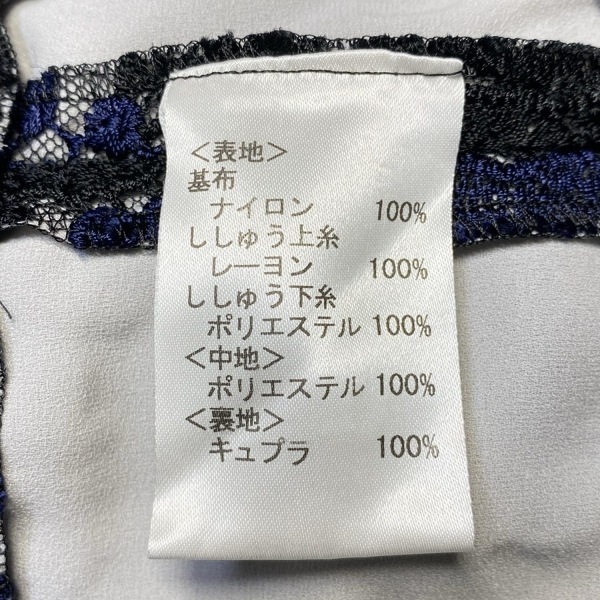 <表地>
基布
ナイロン 100%
ししゅう上糸
レーヨン 100%
ししゅう下糸
ポリエステル 100%
<中地>
ポリエステル 100%
<裏地>
キュプラ 100%